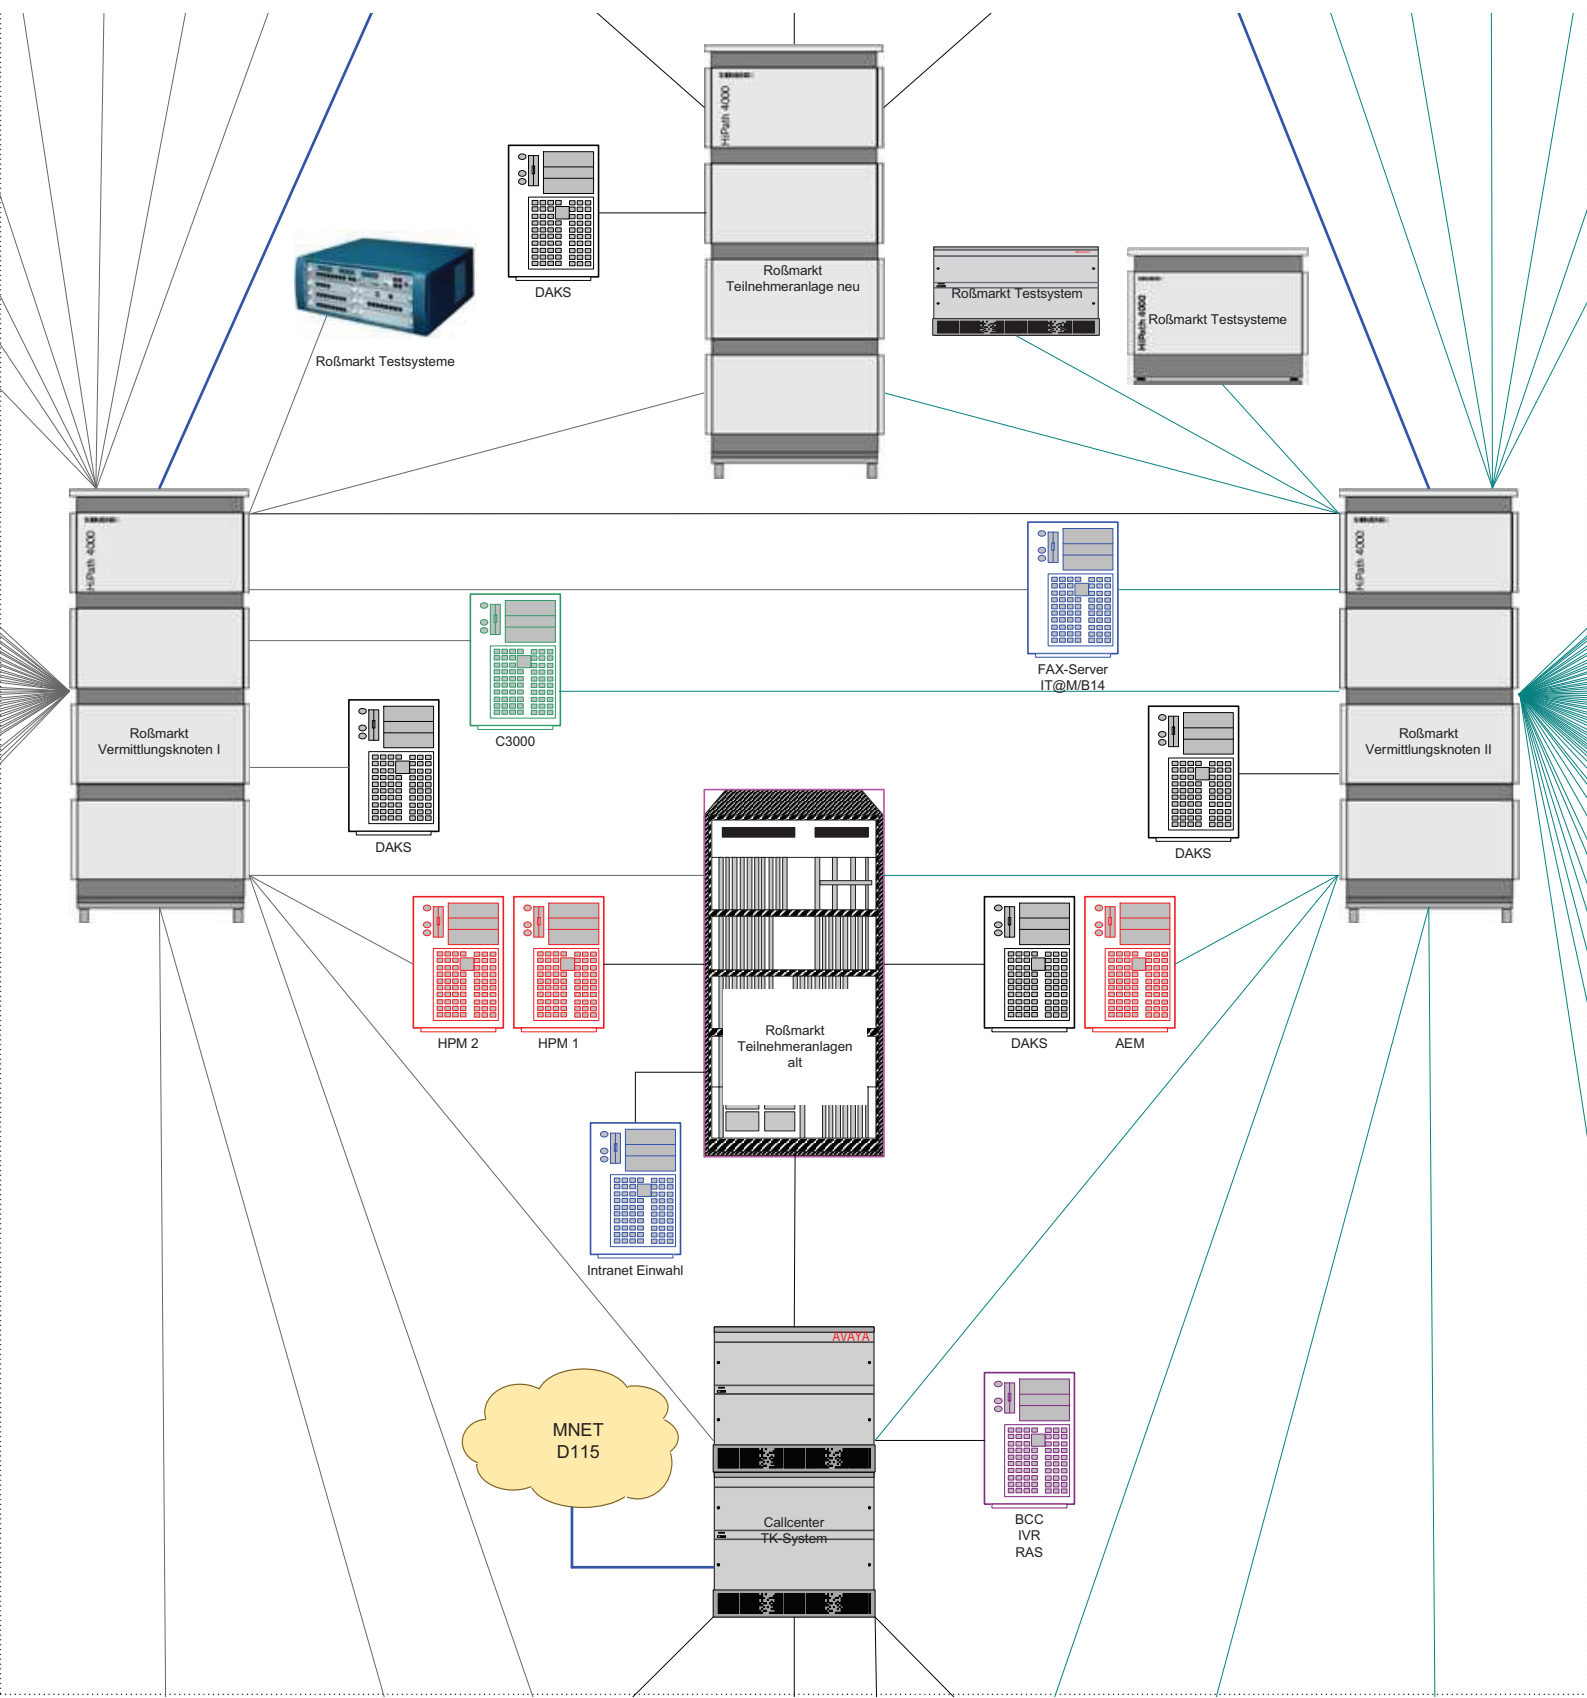 HiPath 4000
DAKS
Roßmarkt
Teilnehmeranlage neu
Roßmarkt Testsysteme
Roßmarkt Testsystem
HiPath 4000
Roßmarkt Testsysteme
HiPath 4000
HiPath 4000
FAX-Server
IT@M/B14
C3000
Roßmarkt
Vermittlungsknoten I
DAKS
Roßmarkt
Vermittlungsknoten II
DAKS
HPM 2
HPM 1
Roßmarkt
Teilnehmeranlagen
alt
DAKS
AEM
Intranet Einwahl
AVAYA
MNET
D115
Callcenter
TK-System
BCC
IVR
RAS